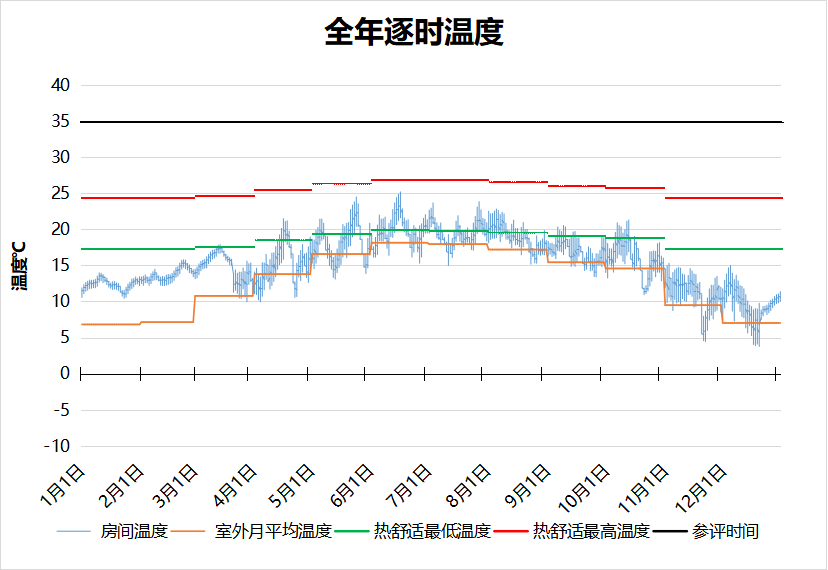 全年逐时温度
温度℃
40
35
30
25
20
15
10
5
0
-5
-10
1月1日
2月1日
3月1日
4月1日
5月1日
6月1日
7月1日
8月1日
9月1日
10月1日
11月1日
12月1日
房间温度 室外月平均温度 热舒适最低温度 热舒适最高温度 参评时间